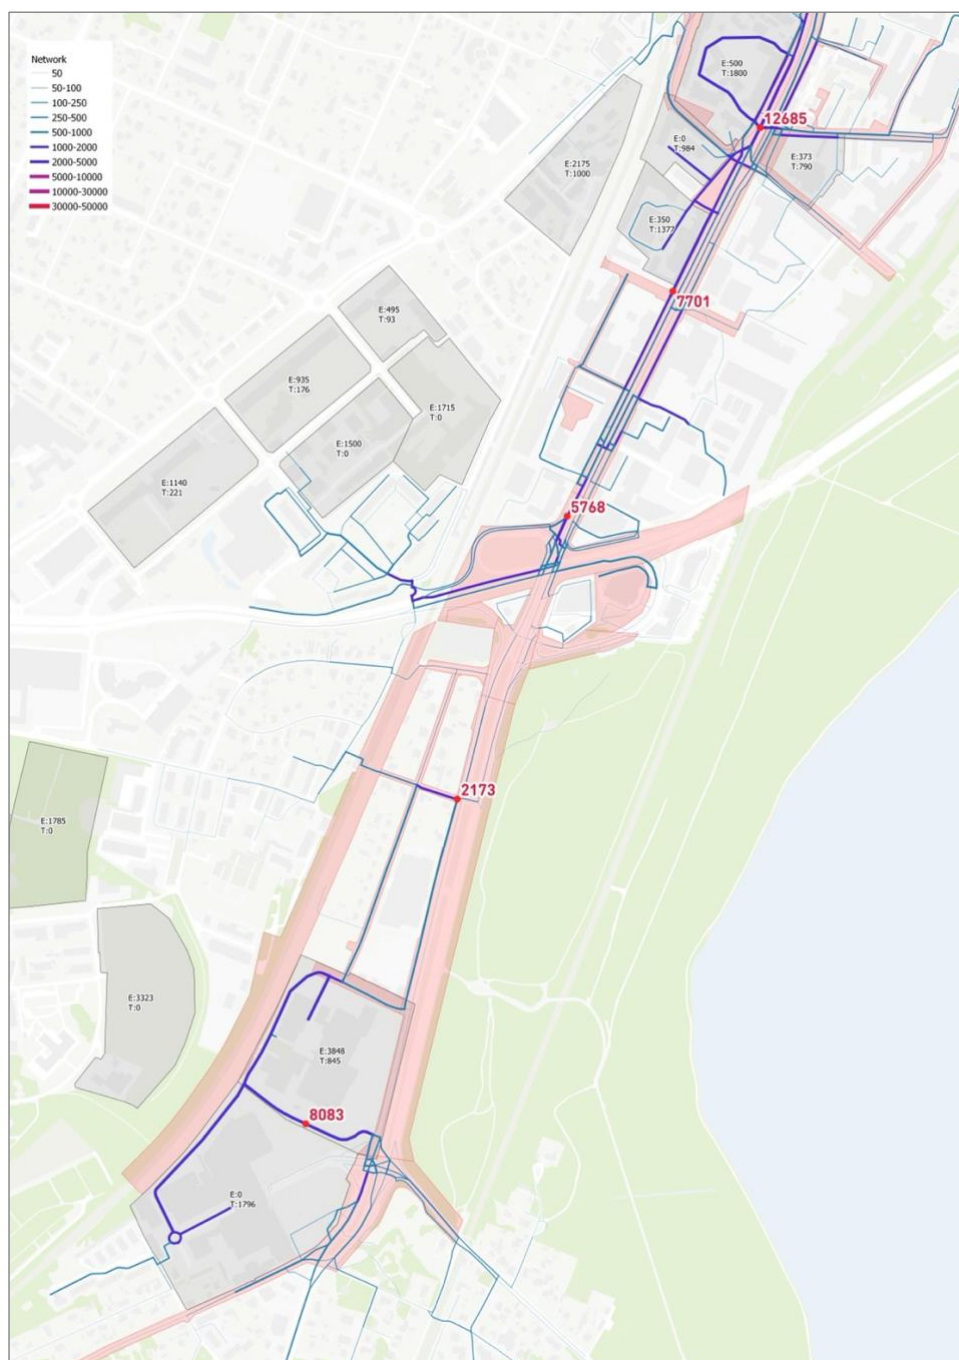 Network
50
50-100
100-250
250-500
500-1000
1000-2000
2000-5000
5000-10000
10000-30000
30000-50000
E:500
T:1800
12685
E:0
T:984
E:373
T:790
E:2175
T:1000
E:350
T:1377
7701
E:495
T:93
E:935
T:176
E:1715
T:0
E:1500
T:0
E:1140
T:221
5768
2173
E:1785
T:0
E:3323
T:0
E:3848
T:845
8083
E:0
T:1796